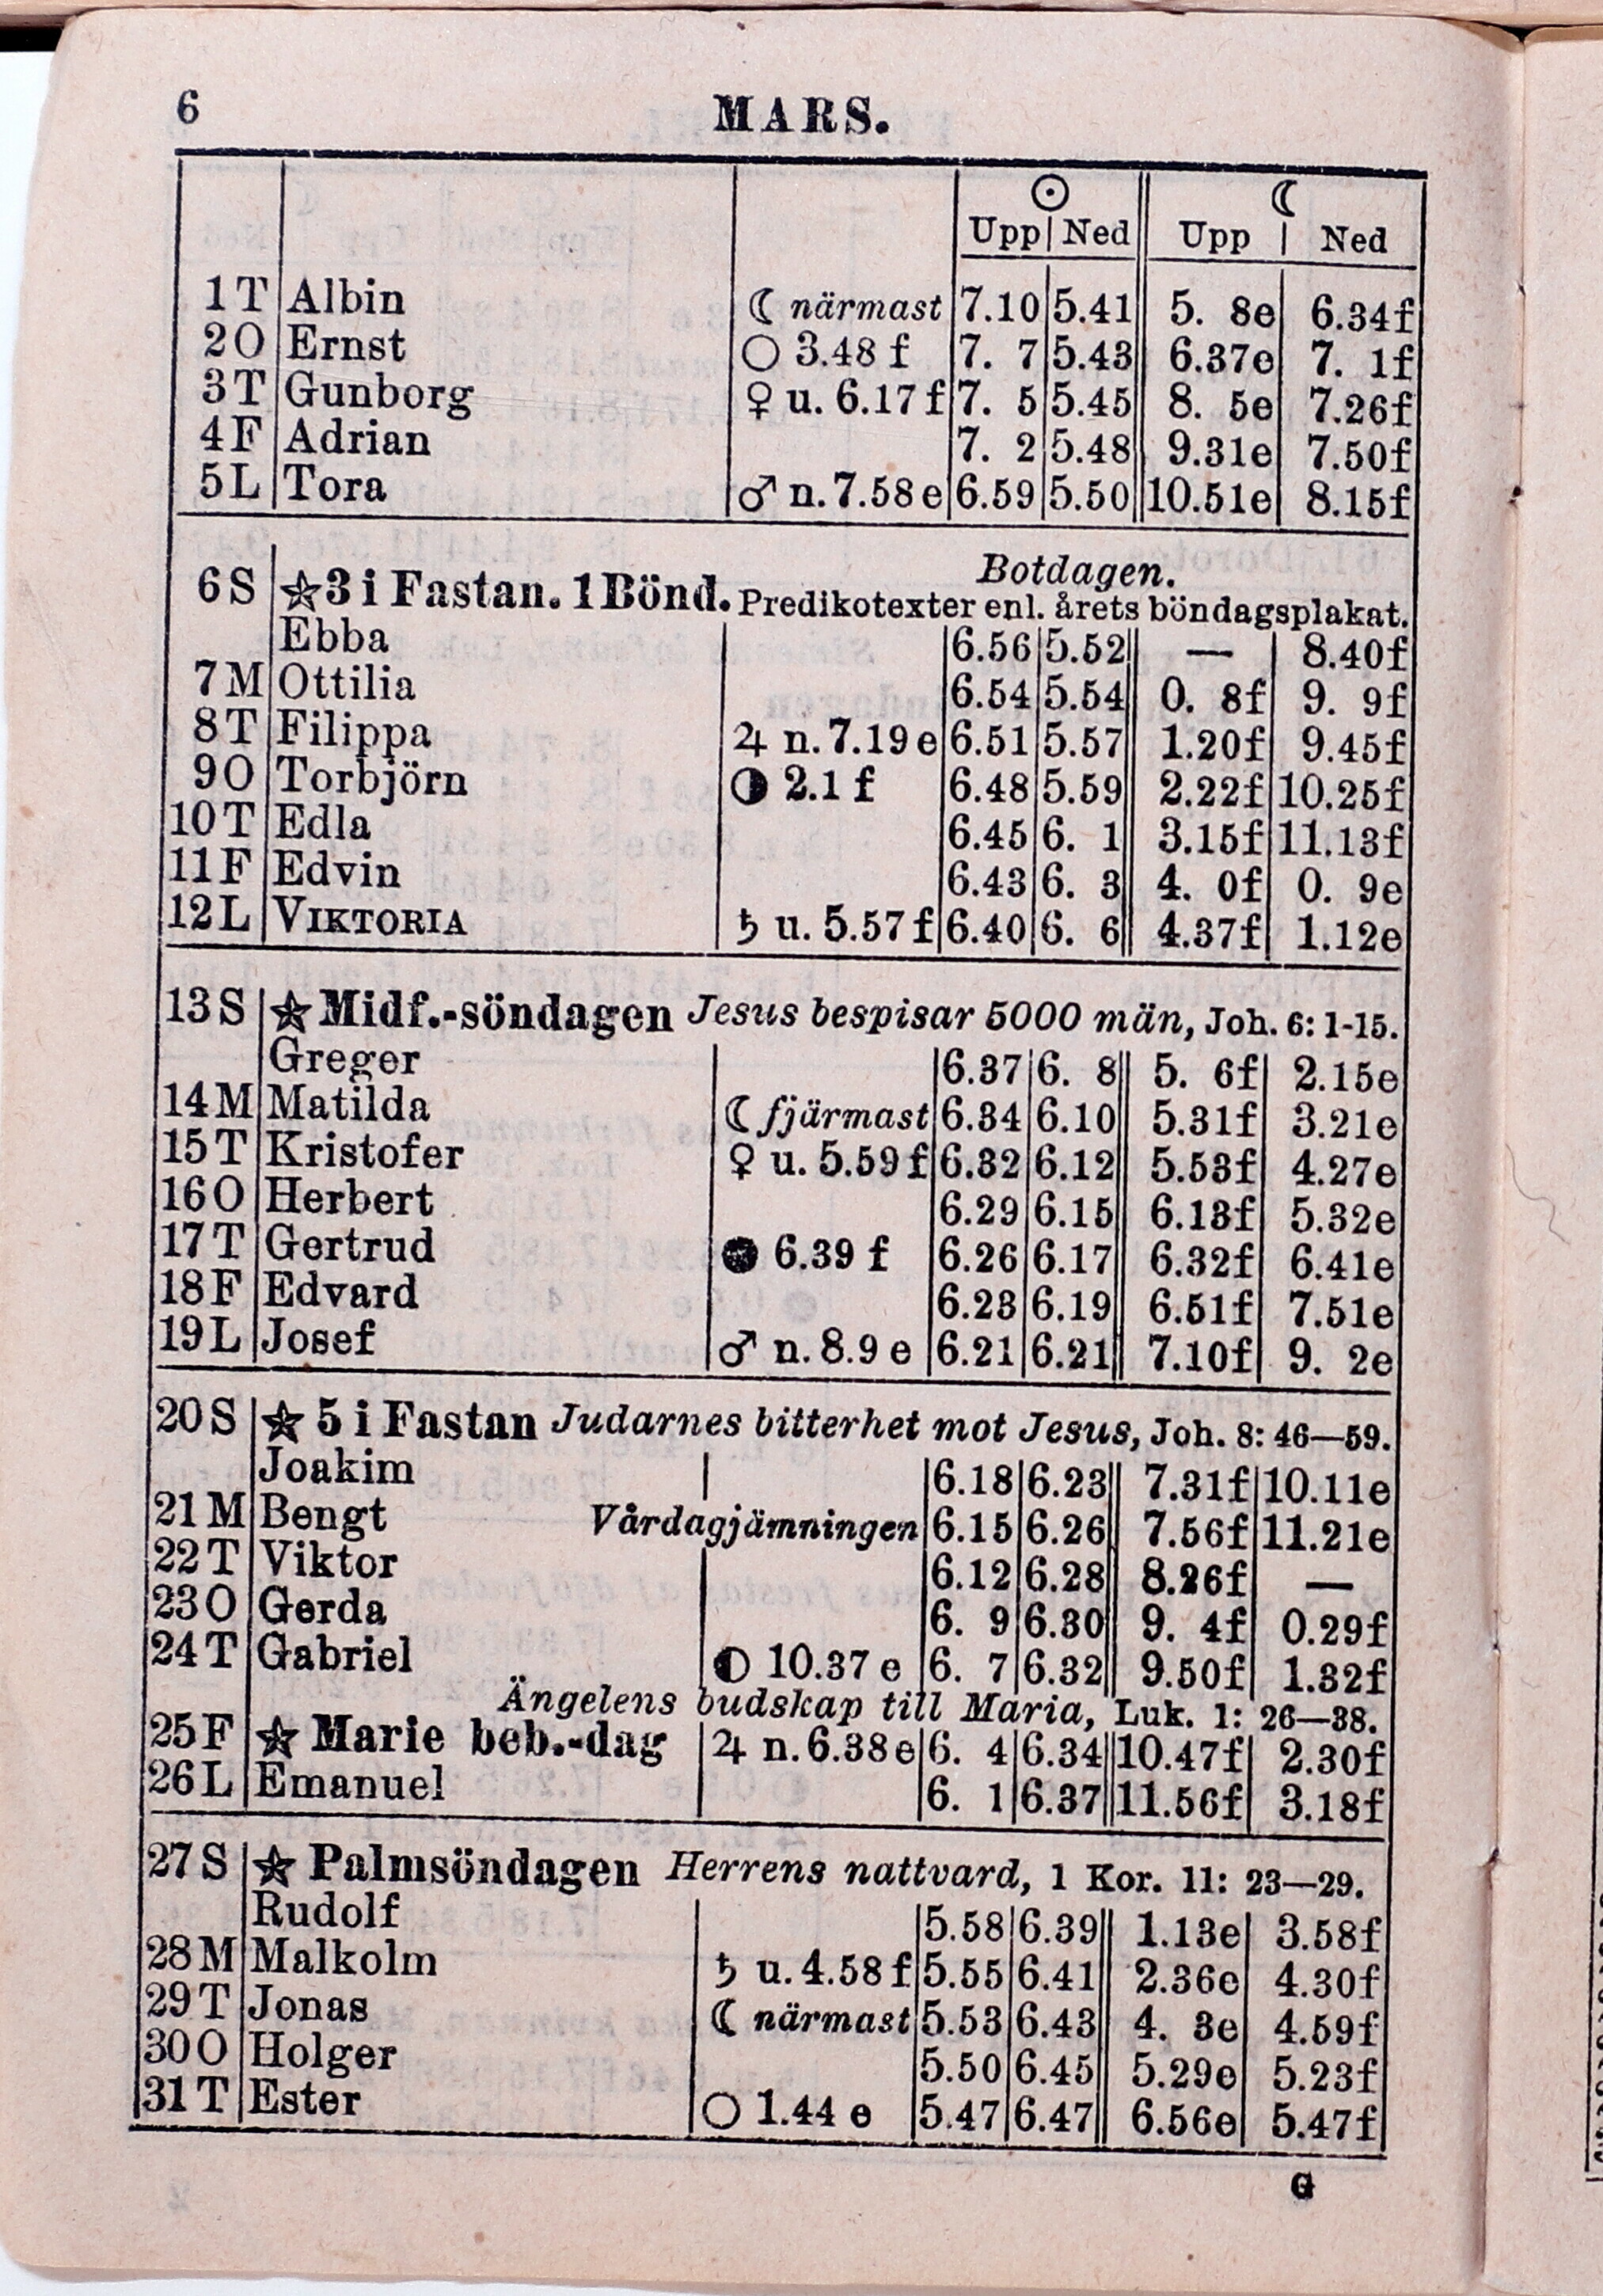 6 MARS.
☉ ☾
Upp Ned Upp Ned
1 T Albin ☾ närmast 7.10 5.41 5. 8e 6.34f
2 O Ernst ○ 3.48 f 7. 7 5.43 6.37e 7. 1f
3 T Gunborg ♀ u. 6.17 f 7. 5 5.45 8. 5e 7.26f
4 F Adrian 7. 2 5.48 9.31e 7.50f
5 L Tora ♂ n. 7.58 e 6.59 5.50 10.51e 8.15f
Botdagen.
6 S ☆ 3 i Fastan. 1 Bönd. Predikotexter enl. årets böndagsplakat.
Ebba 6.56 5.52 — 8.40f
7 M Ottilia 6.54 5.54 0. 8f 9. 9f
8 T Filippa ♃ n. 7.19 e 6.51 5.57 1.20f 9.45f
9 O Torbjörn ◑ 2.1 f 6.48 5.59 2.22f 10.25f
10 T Edla 6.45 6. 1 3.15f 11.13f
11 F Edvin 6.43 6. 3 4. 0f 0. 9e
12 L VIKTORIA ♄ u. 5.57 f 6.40 6. 6 4.37f 1.12e
13 S ☆ Midf.-söndagen Jesus bespisar 5000 män, Joh. 6: 1-15.
Greger 6.37 6. 8 5. 6f 2.15e
14 M Matilda ☾ fjärmast 6.34 6.10 5.31f 3.21e
15 T Kristofer ♀ u. 5.59 f 6.32 6.12 5.53f 4.27e
16 O Herbert 6.29 6.15 6.13f 5.32e
17 T Gertrud ● 6.39 f 6.26 6.17 6.32f 6.41e
18 F Edvard 6.23 6.19 6.51f 7.51e
19 L Josef ♂ n. 8.9 e 6.21 6.21 7.10f 9. 2e
20 S ☆ 5 i Fastan Judarnes bitterhet mot Jesus, Joh. 8: 46—59.
Joakim 6.18 6.23 7.31f 10.11e
21 M Bengt Vårdagjämningen 6.15 6.26 7.56f 11.21e
22 T Viktor 6.12 6.28 8.26f —
23 O Gerda 6. 9 6.30 9. 4f 0.29f
24 T Gabriel ◐ 10.37 e 6. 7 6.32 9.50f 1.32f
Ängelens budskap till Maria, Luk. 1: 26—38.
25 F ☆ Marie beb.-dag ♃ n. 6.38 e 6. 4 6.34 10.47f 2.30f
26 L Emanuel 6. 1 6.37 11.56f 3.18f
27 S ☆ Palmsöndagen Herrens nattvard, 1 Kor. 11: 23—29.
Rudolf 5.58 6.39 1.13e 3.58f
28 M Malkolm ♄ u. 4.58 f 5.55 6.41 2.36e 4.30f
29 T Jonas ☾ närmast 5.53 6.43 4. 3e 4.59f
30 O Holger 5.50 6.45 5.29e 5.23f
31 T Ester ○ 1.44 e 5.47 6.47 6.56e 5.47f
G